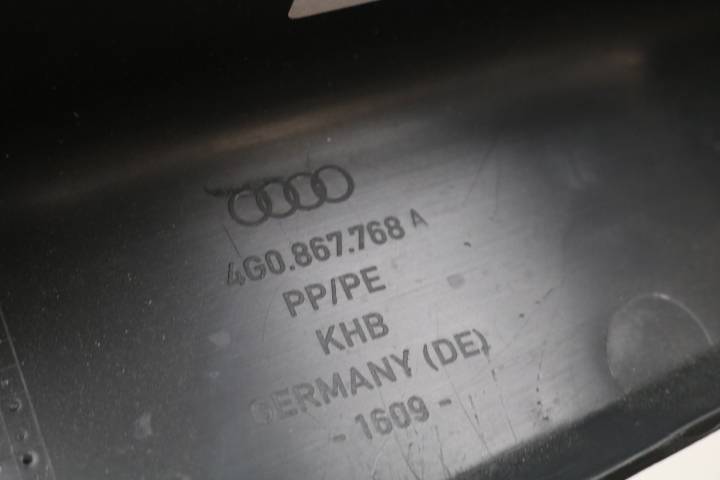 4G0.867.768 A
PP/PE
KHB
GERMANY (DE)
- 1609 -